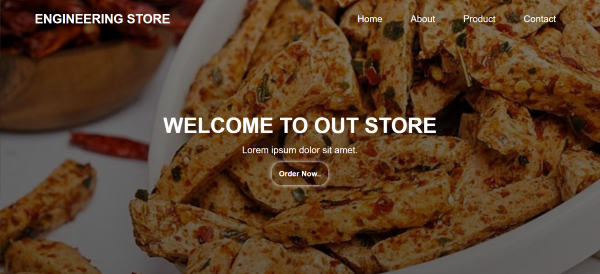 ENGINEERING STORE
Home About Product Contact
WELCOME TO OUT STORE
Lorem ipsum dolor sit amet.
Order Now..